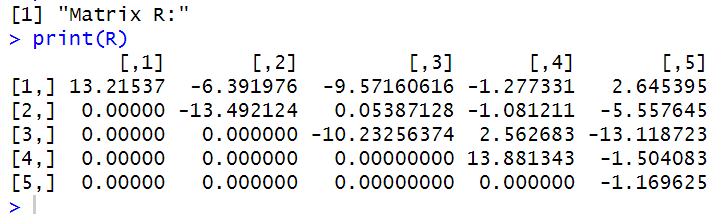 [1] "Matrix R:"
> print(R)
[,1] [,2] [,3] [,4] [,5]
[1,] 13.21537 -6.391976 -9.57160616 -1.277331 2.645395
[2,] 0.00000 -13.492124 0.05387128 -1.081211 -5.557645
[3,] 0.00000 0.000000 -10.23256374 2.562683 -13.118723
[4,] 0.00000 0.000000 0.00000000 13.881343 -1.504083
[5,] 0.00000 0.000000 0.00000000 0.000000 -1.169625
>